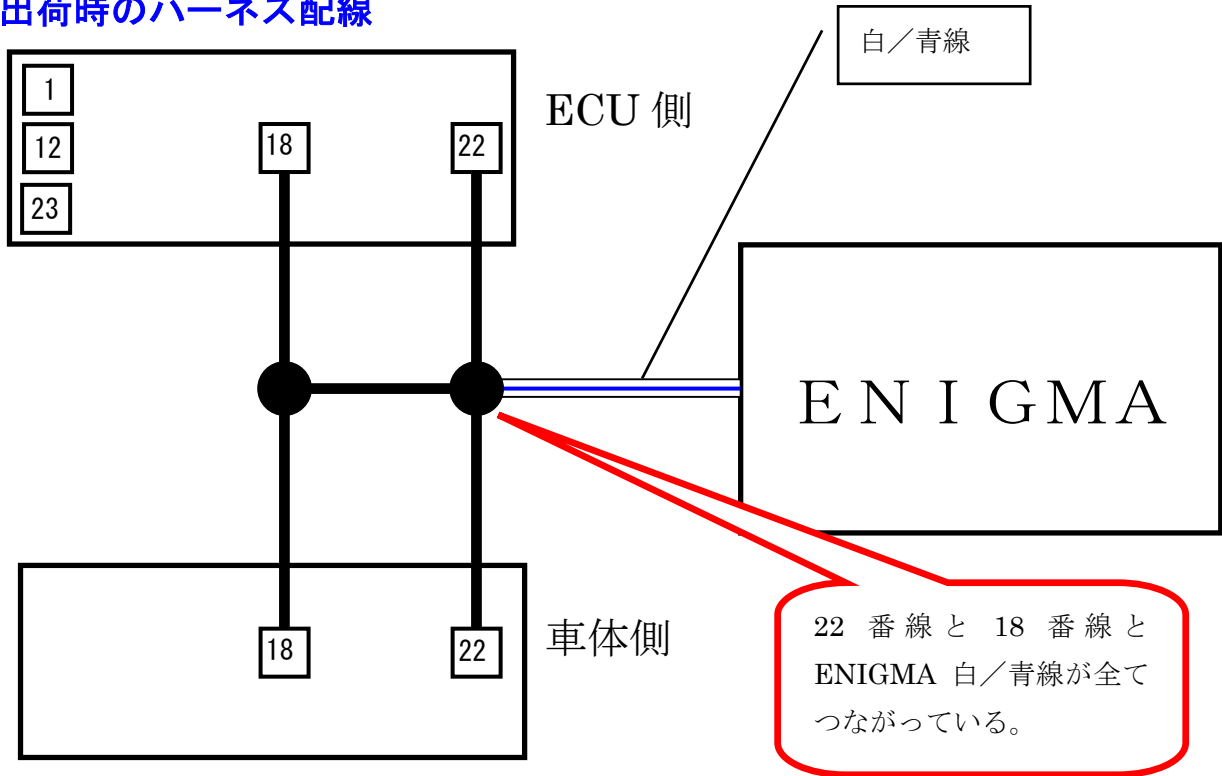 出荷時のハーネス配線
白／青線
1
12
23
18
22
ECU 側
ＥＮＩＧＭＡ
18
22
車体側
22 番線と 18 番線と
ENIGMA 白／青線が全て
つながっている。